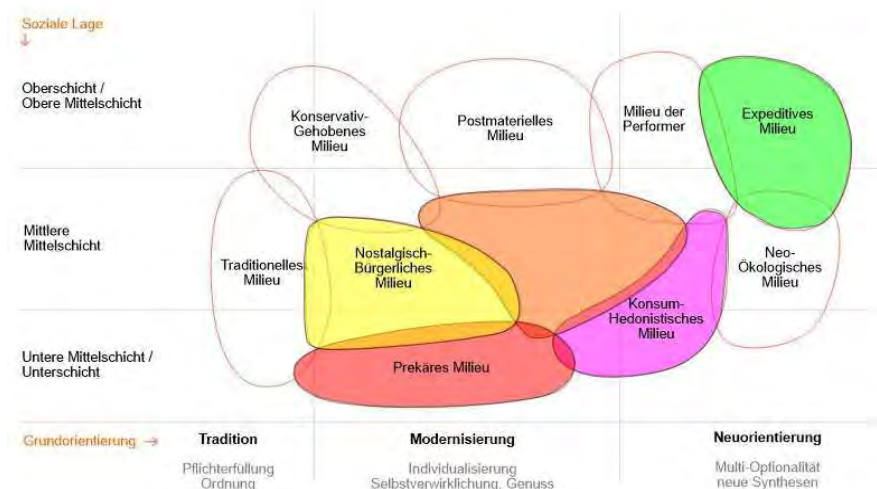 Soziale Lage
↓
Oberschicht /
Obere Mittelschicht
Konservativ-
Gehobenes
Milieu
Postmaterielles
Milieu
Milieu der
Performer
Expeditives
Milieu
Mittlere
Mittelschicht
Traditionelles
Milieu
Nostalgisch-
Bürgerliches
Milieu
Neo-
Ökologisches
Milieu
Konsum-
Hedonistisches
Milieu
Untere Mittelschicht /
Unterschicht
Prekäres Milieu
Grundorientierung →
Tradition
Modernisierung
Neuorientierung
Pflichterfüllung
Ordnung
Individualisierung
Selbstverwirklichung, Genuss
Multi-Optionalität
neue Synthesen